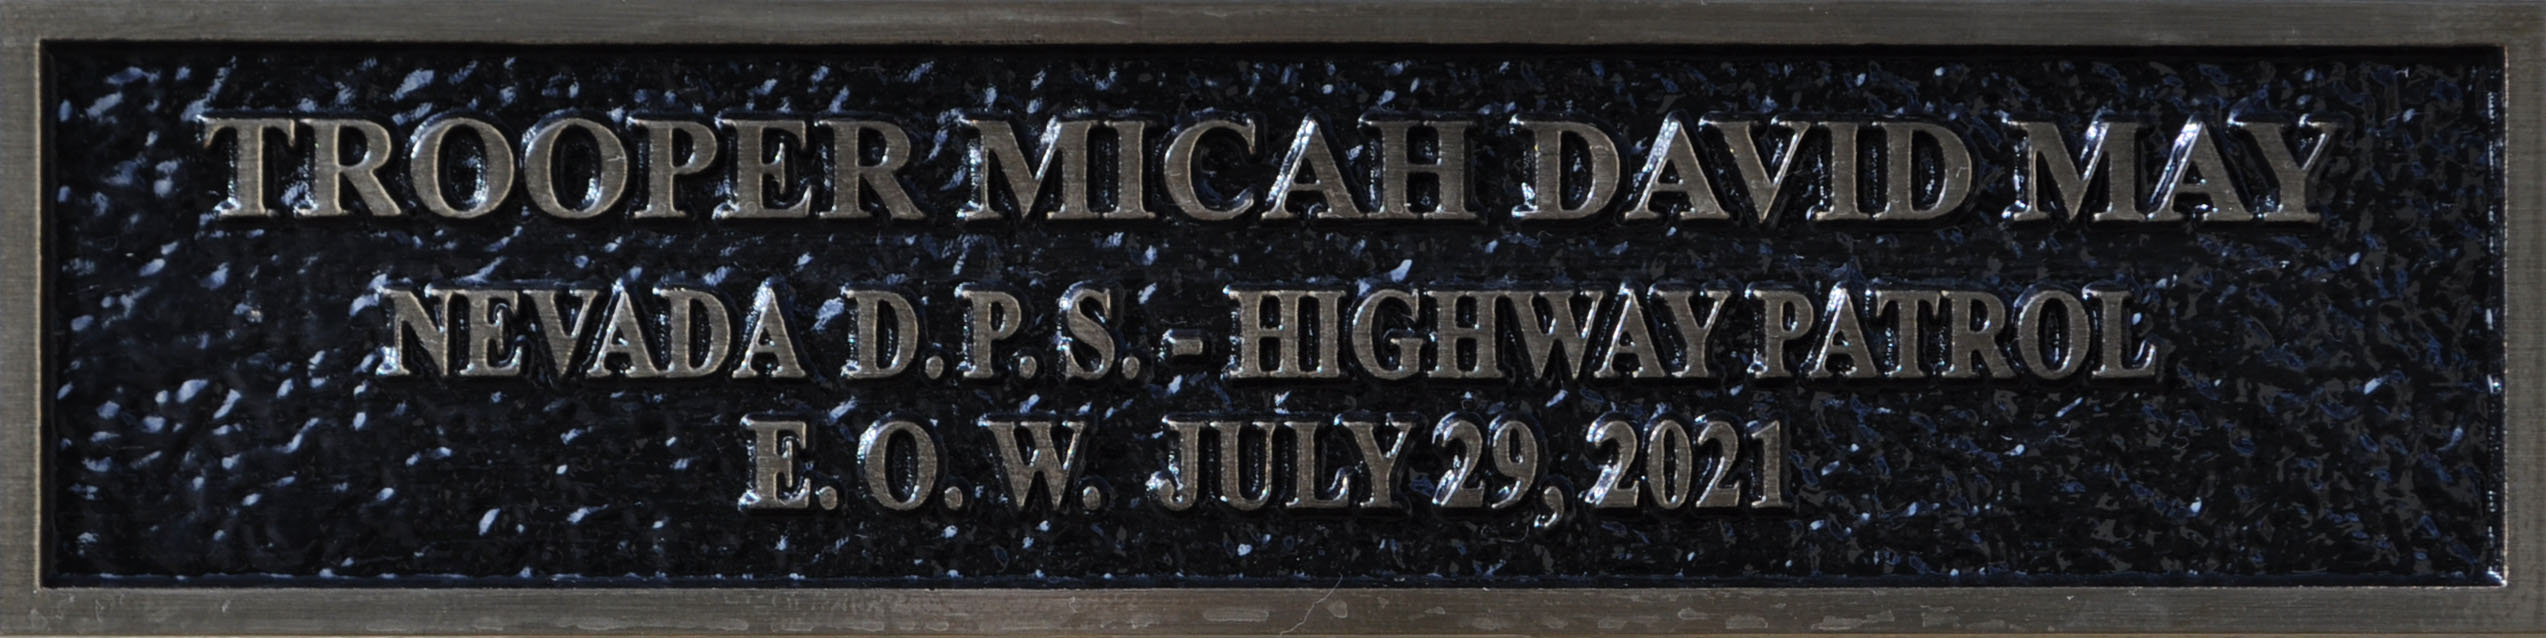 TROOPER MICAH DAVID MAY
NEVADA D.P.S. - HIGHWAY PATROL
E.O.W. JULY 29, 2021